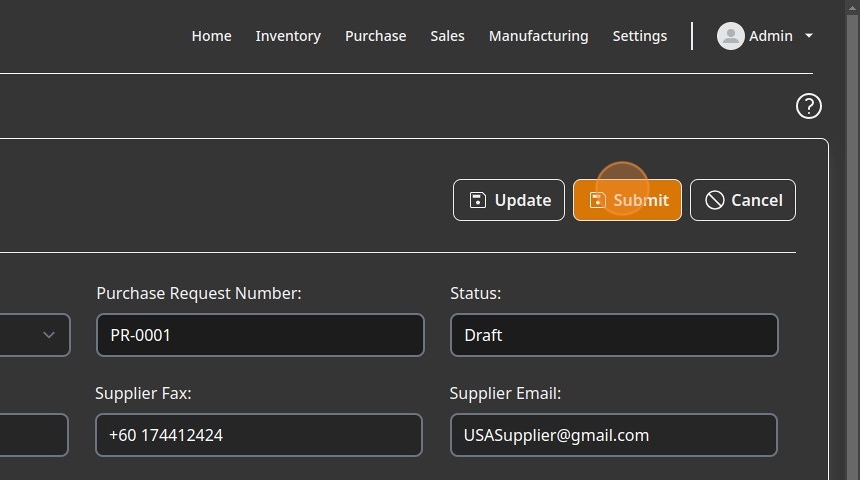 Home Inventory Purchase Sales Manufacturing Settings Admin
?
Update Submit Cancel
Purchase Request Number: Status:
PR-0001 Draft
Supplier Fax: Supplier Email:
+60 174412424 USASupplier@gmail.com